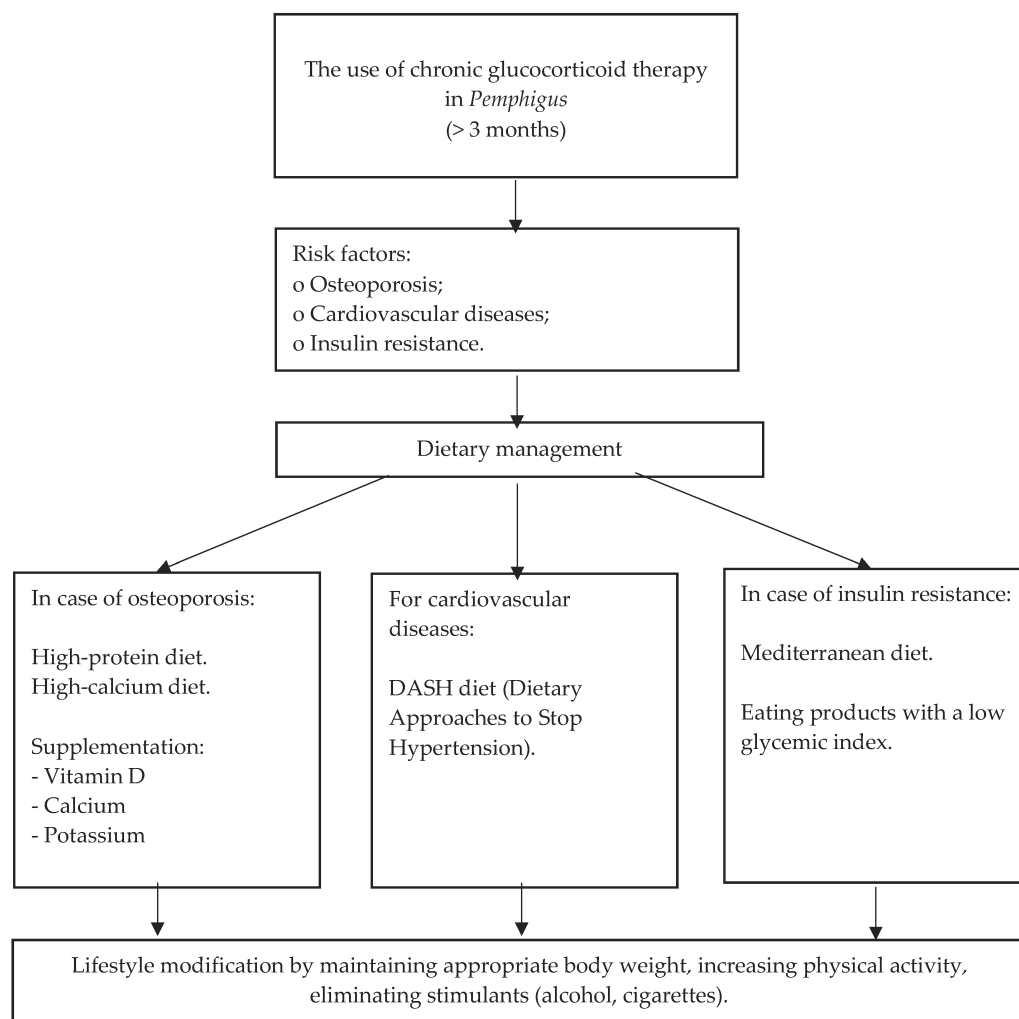 The use of chronic glucocorticoid therapy
in Pemphigus
(> 3 months)
Risk factors:
o Osteoporosis;
o Cardiovascular diseases;
o Insulin resistance.
Dietary management
In case of osteoporosis:
High-protein diet.
High-calcium diet.
Supplementation:
- Vitamin D
- Calcium
- Potassium
For cardiovascular
diseases:
DASH diet (Dietary
Approaches to Stop
Hypertension).
In case of insulin resistance:
Mediterranean diet.
Eating products with a low
glycemic index.
Lifestyle modification by maintaining appropriate body weight, increasing physical activity,
eliminating stimulants (alcohol, cigarettes).